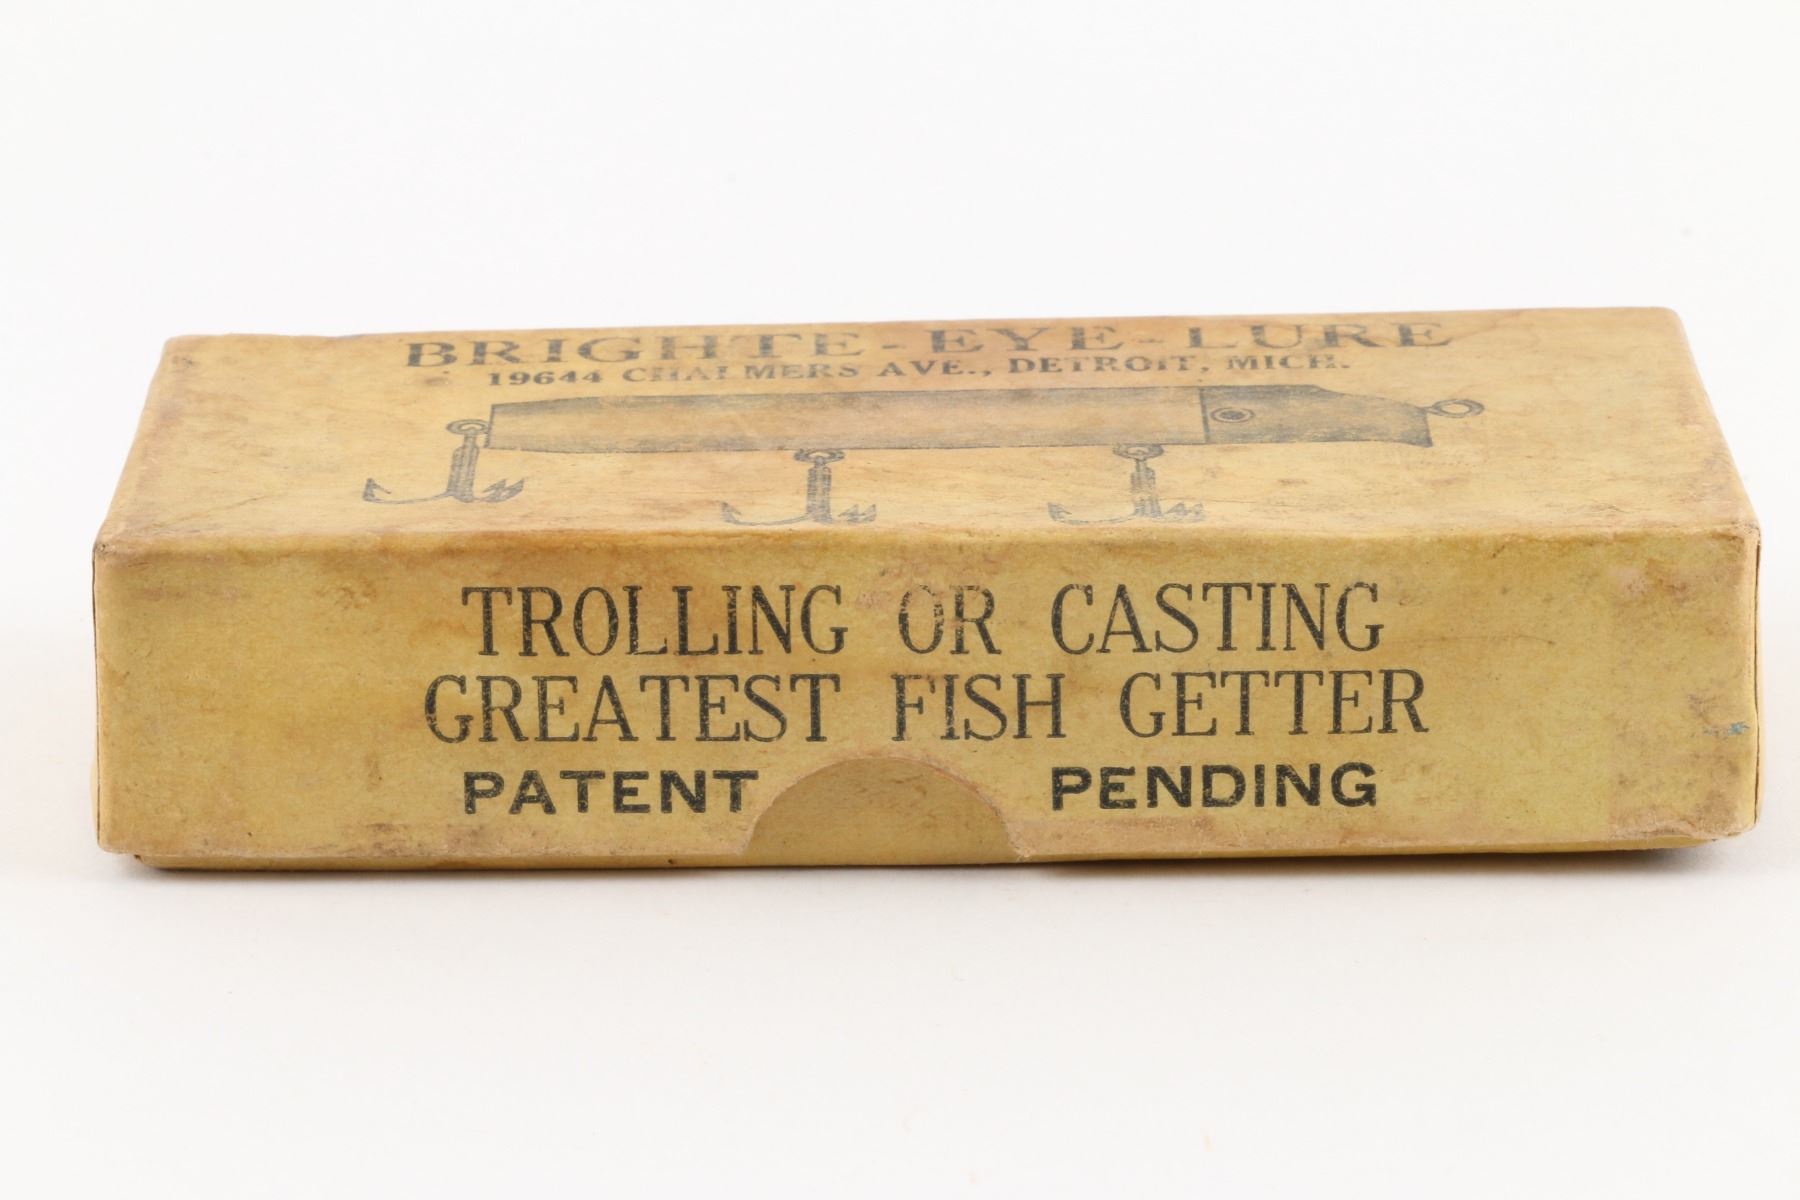 BRIGHTE-EYE-LURE
19644 CHALMERS AVE., DETROIT, MICH.
TROLLING OR CASTING
GREATEST FISH GETTER
PATENT PENDING